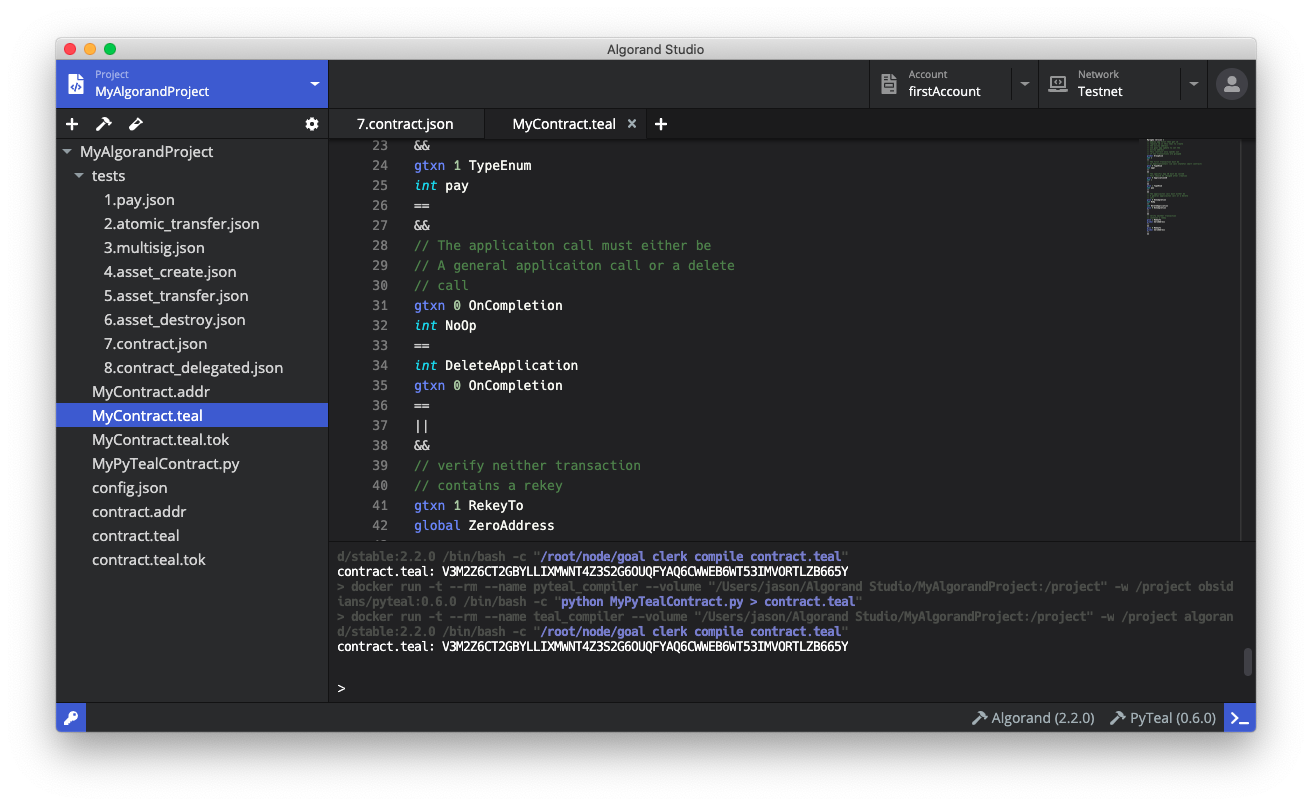 Algorand Studio
Project
MyAlgorandProject
Account
firstAccount
Network
Testnet
7.contract.json
MyContract.teal
MyAlgorandProject
tests
1.pay.json
2.atomic_transfer.json
3.multisig.json
4.asset_create.json
5.asset_transfer.json
6.asset_destroy.json
7.contract.json
8.contract_delegated.json
MyContract.addr
MyContract.teal
MyContract.teal.tok
MyPyTealContract.py
config.json
contract.addr
contract.teal
contract.teal.tok
23 &&
24 gtxn 1 TypeEnum
25 int pay
26 ==
27 &&
28 // The applicaiton call must either be
29 // A general applicaiton call or a delete
30 // call
31 gtxn 0 OnCompletion
32 int NoOp
33 ==
34 int DeleteApplication
35 gtxn 0 OnCompletion
36 ==
37 ||
38 &&
39 // verify neither transaction
40 // contains a rekey
41 gtxn 1 RekeyTo
42 global ZeroAddress
d/stable:2.2.0 /bin/bash -c "/root/node/goal clerk compile contract.teal"
contract.teal: V3M2Z6CT2GBYLLIXMWNT4Z3S2G6OUQFYAQ6CWWEB6WT53IMVORTLZB665Y
> docker run -t --rm --name pyteal_compiler --volume "/Users/jason/Algorand Studio/MyAlgorandProject:/project" -w /project obsid
ians/pyteal:0.6.0 /bin/bash -c "python MyPyTealContract.py > contract.teal"
> docker run -t --rm --name teal_compiler --volume "/Users/jason/Algorand Studio/MyAlgorandProject:/project" -w /project algoran
d/stable:2.2.0 /bin/bash -c "/root/node/goal clerk compile contract.teal"
contract.teal: V3M2Z6CT2GBYLLIXMWNT4Z3S2G6OUQFYAQ6CWWEB6WT53IMVORTLZB665Y
>
Algorand (2.2.0)
PyTeal (0.6.0)